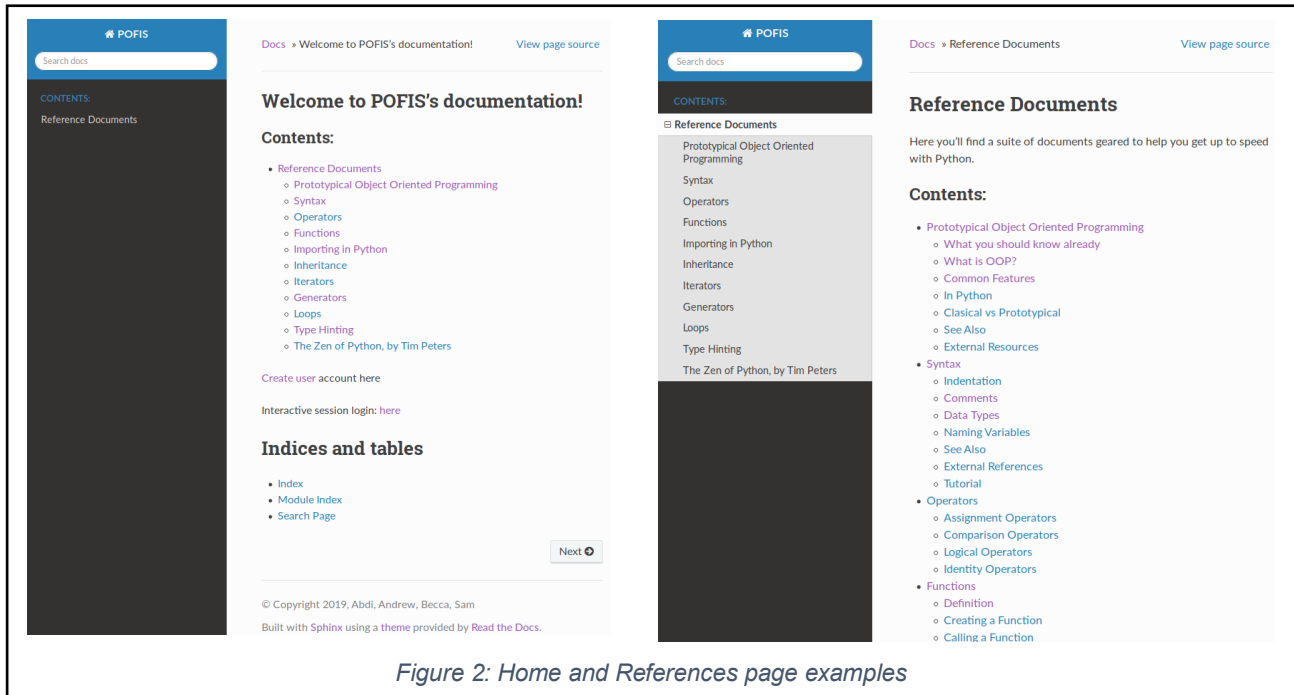 POFIS
Search docs
CONTENTS:
Reference Documents
Docs » Welcome to POFIS's documentation!
View page source
Welcome to POFIS's documentation!
Contents:
• Reference Documents
◦ Prototypical Object Oriented Programming
◦ Syntax
◦ Operators
◦ Functions
◦ Importing in Python
◦ Inheritance
◦ Iterators
◦ Generators
◦ Loops
◦ Type Hinting
◦ The Zen of Python, by Tim Peters
Create user account here
Interactive session login: here
Indices and tables
• Index
• Module Index
• Search Page
Next
© Copyright 2019, Abdi, Andrew, Becca, Sam
Built with Sphinx using a theme provided by Read the Docs.
POFIS
Search docs
CONTENTS:
Reference Documents
Prototypical Object Oriented
Programming
Syntax
Operators
Functions
Importing in Python
Inheritance
Iterators
Generators
Loops
Type Hinting
The Zen of Python, by Tim Peters
Docs » Reference Documents
View page source
Reference Documents
Here you'll find a suite of documents geared to help you get up to speed
with Python.
Contents:
• Prototypical Object Oriented Programming
◦ What you should know already
◦ What is OOP?
◦ Common Features
◦ In Python
◦ Clasical vs Prototypical
◦ See Also
◦ External Resources
• Syntax
◦ Indentation
◦ Comments
◦ Data Types
◦ Naming Variables
◦ See Also
◦ External References
◦ Tutorial
• Operators
◦ Assignment Operators
◦ Comparison Operators
◦ Logical Operators
◦ Identity Operators
• Functions
◦ Definition
◦ Creating a Function
◦ Calling a Function
Figure 2: Home and References page examples